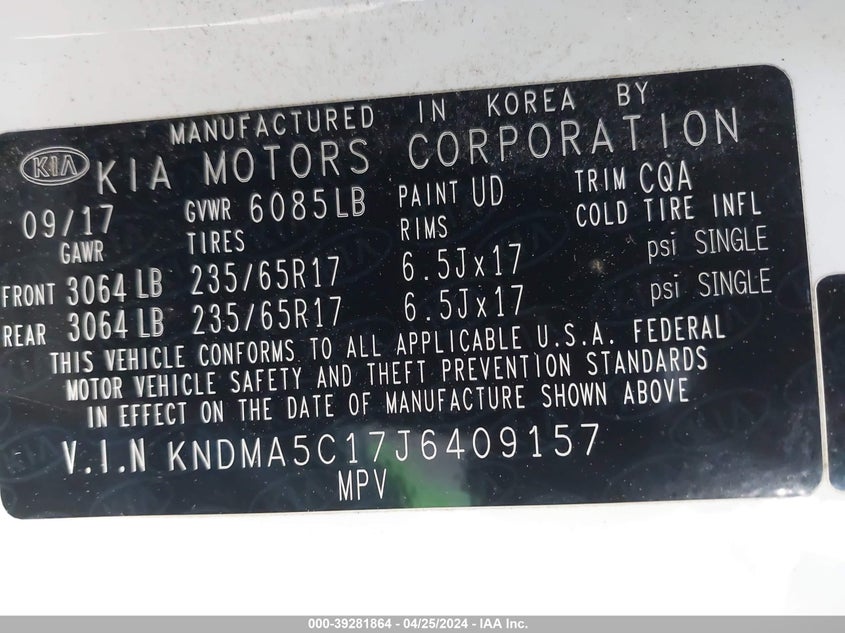 MANUFACTURED IN KOREA BY
KIA KIA MOTORS CORPORATION
09/17 GVWR 6085LB PAINT UD TRIM CQA
GAWR TIRES RIMS COLD TIRE INFL
FRONT 3064 LB 235/65R17 6.5Jx17 psi SINGLE
REAR 3064 LB 235/65R17 6.5Jx17 psi SINGLE
THIS VEHICLE CONFORMS TO ALL APPLICABLE U.S.A. FEDERAL
MOTOR VEHICLE SAFETY AND THEFT PREVENTION STANDARDS
IN EFFECT ON THE DATE OF MANUFACTURE SHOWN ABOVE
V.I.N KNDMA5C17J6409157
MPV
000-39281864 - 04/25/2024 - IAA Inc.